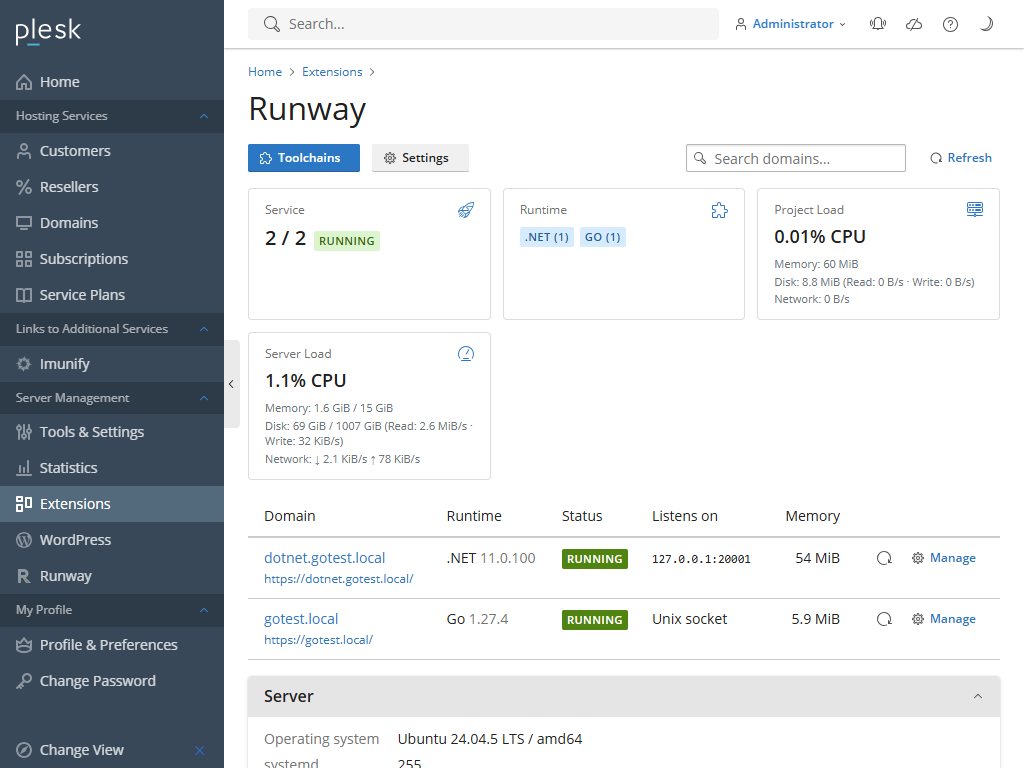 plesk
Search...
Administrator
Home
Hosting Services
Customers
Resellers
Domains
Subscriptions
Service Plans
Links to Additional Services
Imunify
Server Management
Tools & Settings
Statistics
Extensions
WordPress
Runway
My Profile
Profile & Preferences
Change Password
Change View
Home > Extensions >
Runway
Toolchains
Settings
Search domains...
Refresh
Service
2 / 2 RUNNING
Runtime
.NET (1) GO (1)
Project Load
0.01% CPU
Memory: 60 MiB
Disk: 8.8 MiB (Read: 0 B/s · Write: 0 B/s)
Network: 0 B/s
Server Load
1.1% CPU
Memory: 1.6 GiB / 15 GiB
Disk: 69 GiB / 1007 GiB (Read: 2.6 MiB/s ·
Write: 32 KiB/s)
Network: ↓ 2.1 KiB/s ↑ 78 KiB/s
Domain Runtime Status Listens on Memory
dotnet.gotest.local .NET 11.0.100 RUNNING 127.0.0.1:20001 54 MiB Manage
https://dotnet.gotest.local/
gotest.local Go 1.27.4 RUNNING Unix socket 5.9 MiB Manage
https://gotest.local/
Server
Operating system Ubuntu 24.04.5 LTS / amd64
systemd 255